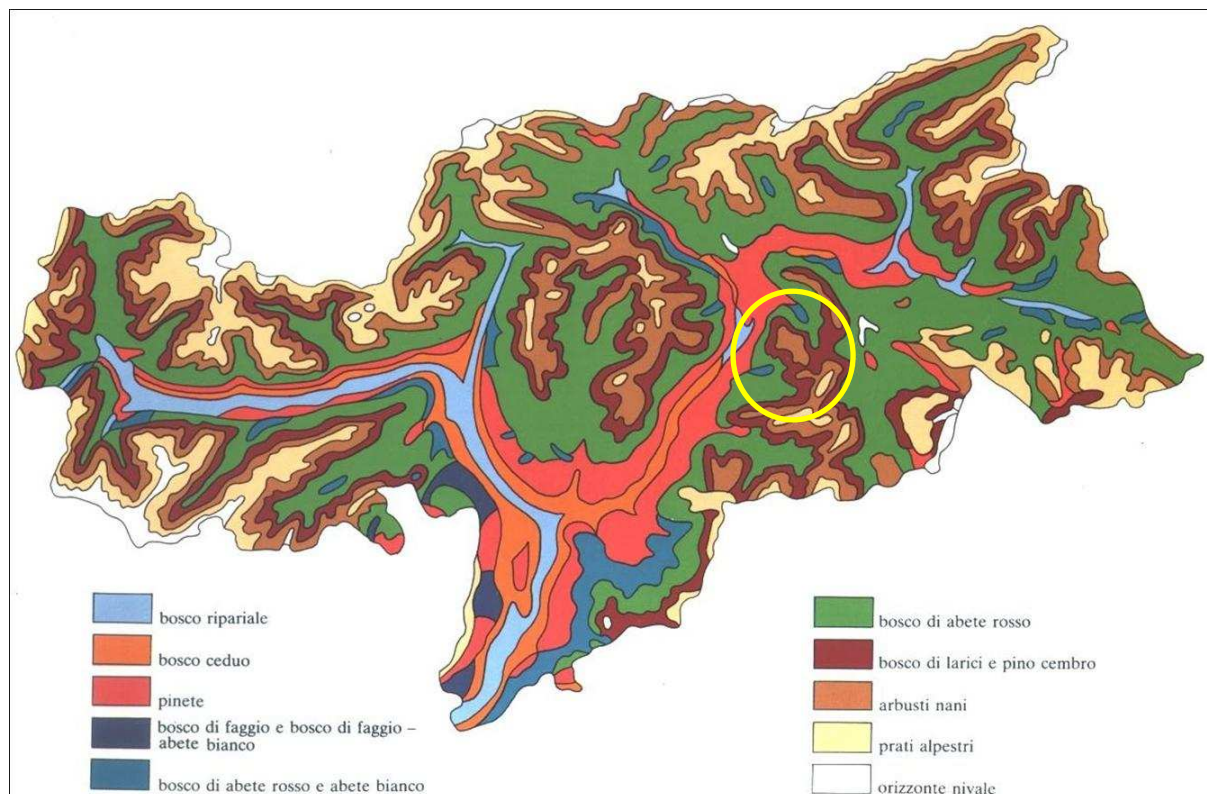 bosco ripariale
bosco ceduo
pinete
bosco di faggio e bosco di faggio –
abete bianco
bosco di abete rosso e abete bianco
bosco di abete rosso
bosco di larici e pino cembro
arbusti nani
prati alpestri
orizzonte nivale